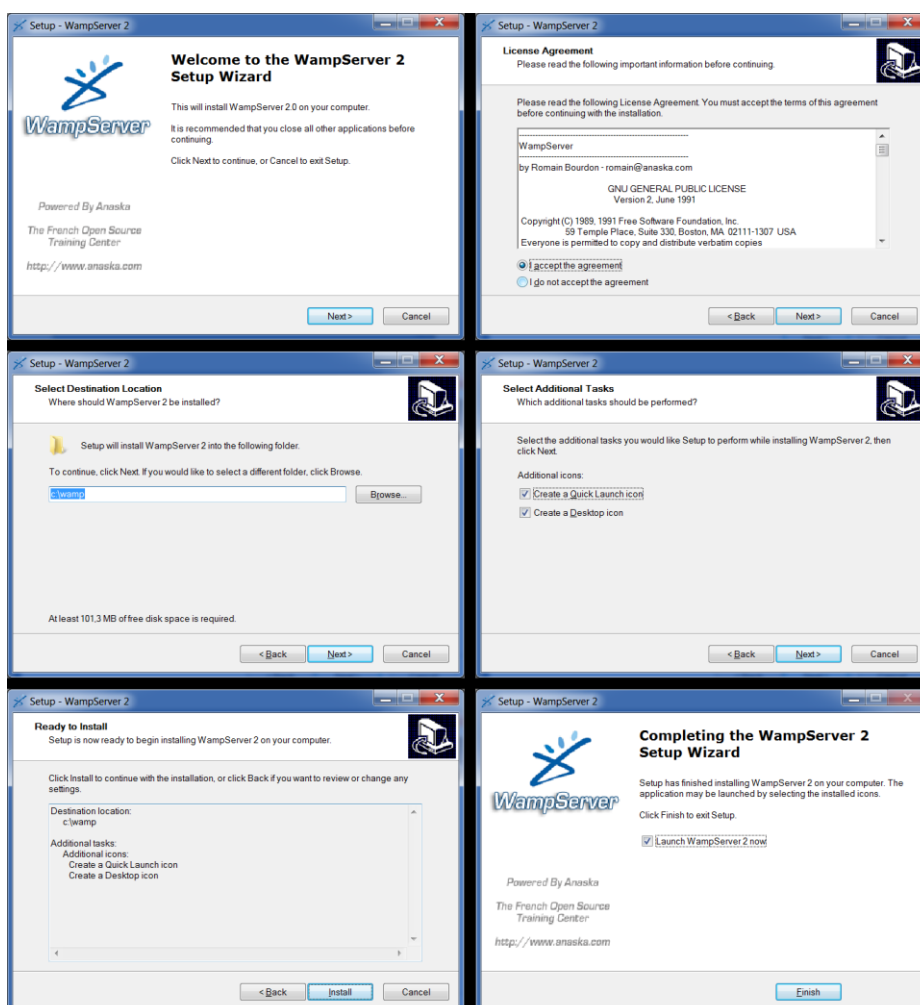 Setup - WampServer 2
Welcome to the WampServer 2
Setup Wizard
This will install WampServer 2.0 on your computer.
It is recommended that you close all other applications before
continuing.
Click Next to continue, or Cancel to exit Setup.
WampServer
Powered By Anaska
The French Open Source
Training Center
http://www.anaska.com
Next >
Cancel
Setup - WampServer 2
License Agreement
Please read the following important information before continuing.
Please read the following License Agreement. You must accept the terms of this agreement
before continuing with the installation.
------------------------------------------------------------
WampServer
------------------------------------------------------------
by Romain Bourdon - romain@anaska.com
GNU GENERAL PUBLIC LICENSE
Version 2, June 1991
Copyright (C) 1989, 1991 Free Software Foundation, Inc.
59 Temple Place, Suite 330, Boston, MA 02111-1307 USA
Everyone is permitted to copy and distribute verbatim copies
I accept the agreement
I do not accept the agreement
< Back
Next >
Cancel
Setup - WampServer 2
Select Destination Location
Where should WampServer 2 be installed?
Setup will install WampServer 2 into the following folder.
To continue, click Next. If you would like to select a different folder, click Browse.
c:\wamp
Browse...
At least 101,3 MB of free disk space is required.
< Back
Next >
Cancel
Setup - WampServer 2
Select Additional Tasks
Which additional tasks should be performed?
Select the additional tasks you would like Setup to perform while installing WampServer 2, then
click Next.
Additional icons:
Create a Quick Launch icon
Create a Desktop icon
< Back
Next >
Cancel
Setup - WampServer 2
Ready to Install
Setup is now ready to begin installing WampServer 2 on your computer.
Click Install to continue with the installation, or click Back if you want to review or change any
settings.
Destination location:
c:\wamp
Additional tasks:
Additional icons:
Create a Quick Launch icon
Create a Desktop icon
< Back
Install
Cancel
Setup - WampServer 2
Completing the WampServer 2
Setup Wizard
Setup has finished installing WampServer 2 on your computer. The
application may be launched by selecting the installed icons.
Click Finish to exit Setup.
Launch WampServer 2 now
WampServer
Powered By Anaska
The French Open Source
Training Center
http://www.anaska.com
Finish